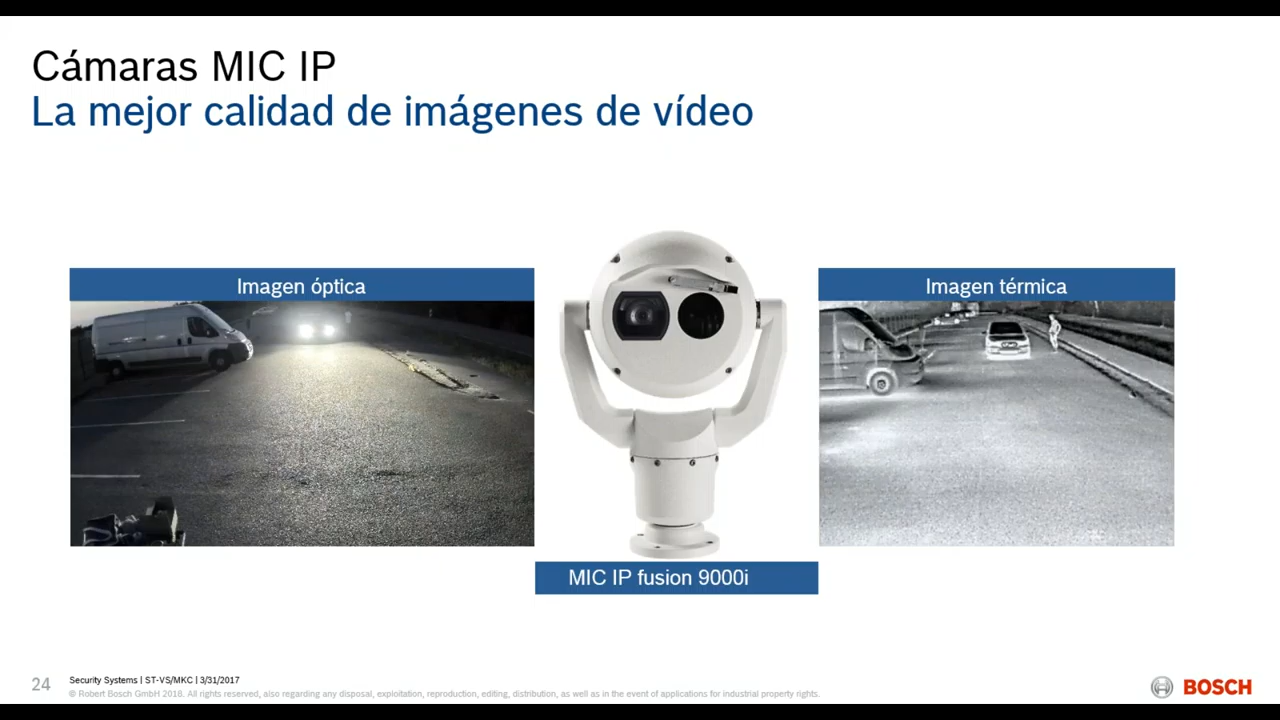 Cámaras MIC IP
La mejor calidad de imágenes de vídeo
Imagen óptica
Imagen térmica
MIC IP fusion 9000i
24
Security Systems | ST-VS/MKC | 3/31/2017
© Robert Bosch GmbH 2018. All rights reserved, also regarding any disposal, exploitation, reproduction, editing, distribution, as well as in the event of applications for industrial property rights.
BOSCH